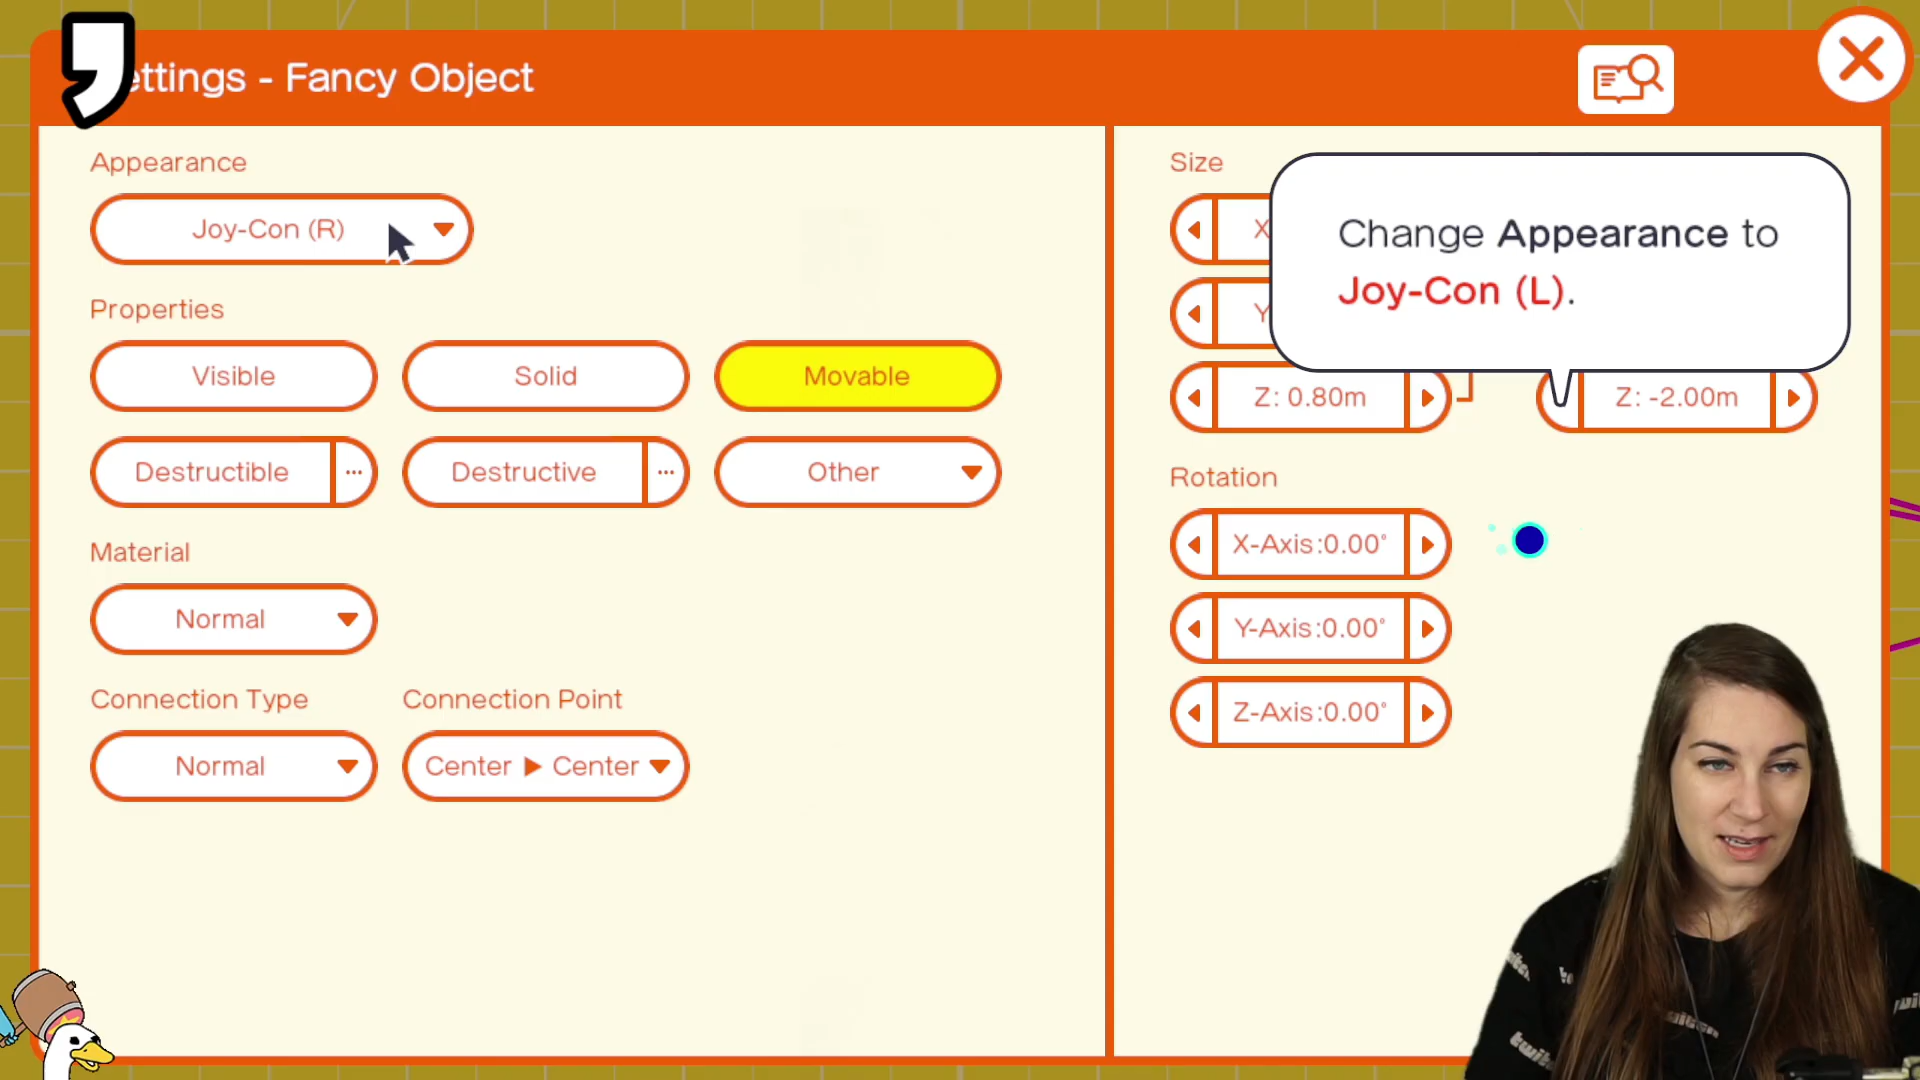 ettings - Fancy Object
Appearance
Joy-Con (R)
Properties
Visible
Solid
Movable
Destructible
...
Destructive
...
Other
Material
Normal
Connection Type
Connection Point
Normal
Center ▶ Center
Size
X
Y
Z: 0.80m
Z: -2.00m
Change Appearance to
Joy-Con (L).
Rotation
X-Axis:0.00°
Y-Axis:0.00°
Z-Axis:0.00°
twitch